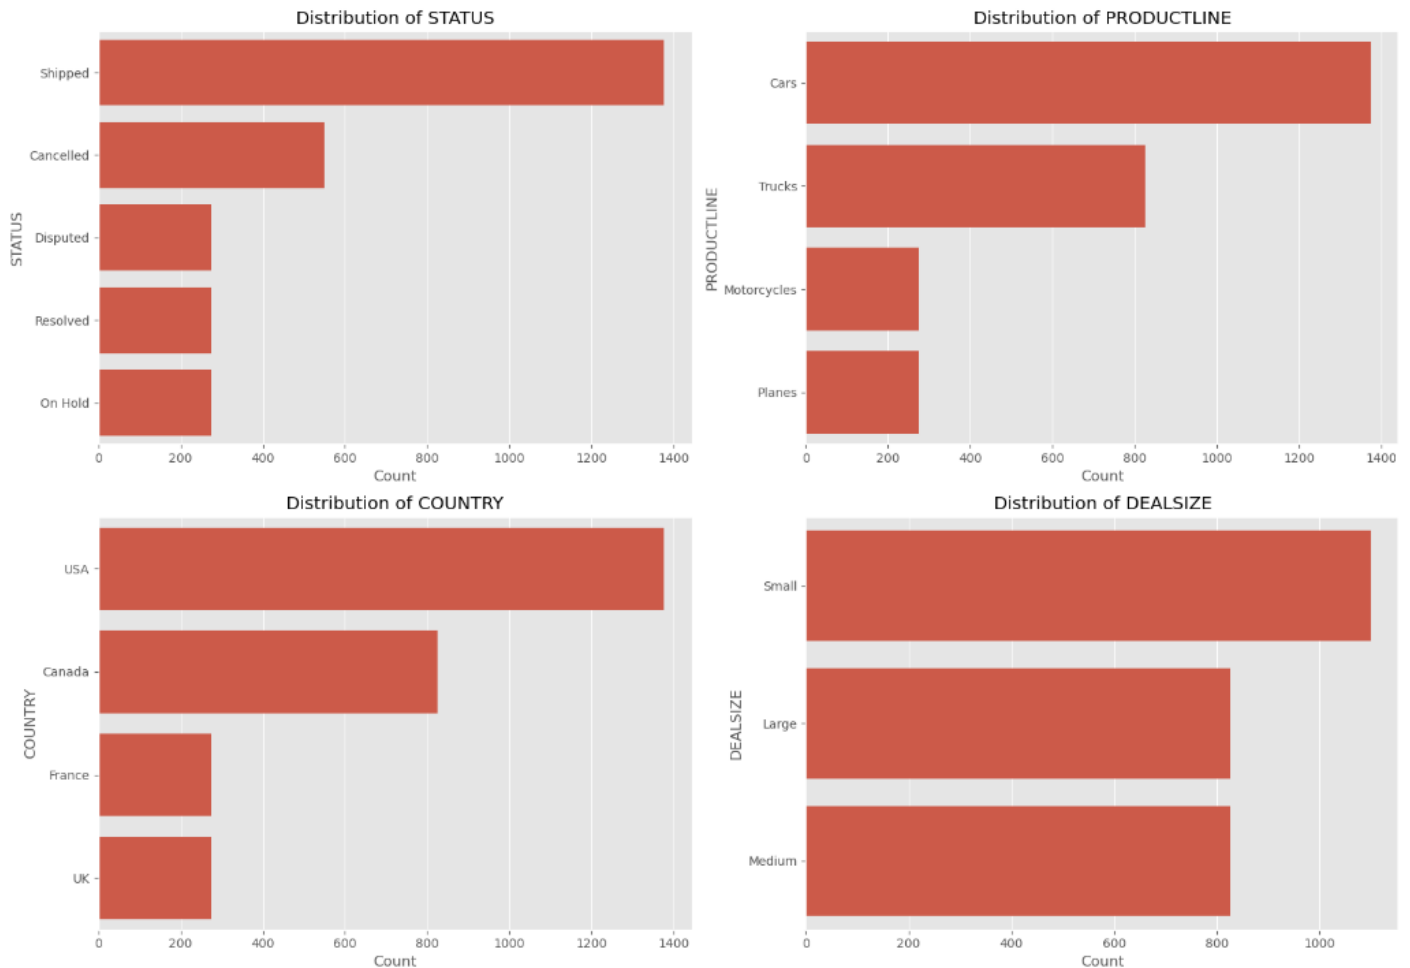 Distribution of STATUS
STATUS
Shipped
Cancelled
Disputed
Resolved
On Hold
0 200 400 600 800 1000 1200 1400
Count
Distribution of PRODUCTLINE
PRODUCTLINE
Cars
Trucks
Motorcycles
Planes
0 200 400 600 800 1000 1200 1400
Count
Distribution of COUNTRY
COUNTRY
USA
Canada
France
UK
0 200 400 600 800 1000 1200 1400
Count
Distribution of DEALSIZE
DEALSIZE
Small
Large
Medium
0 200 400 600 800 1000
Count